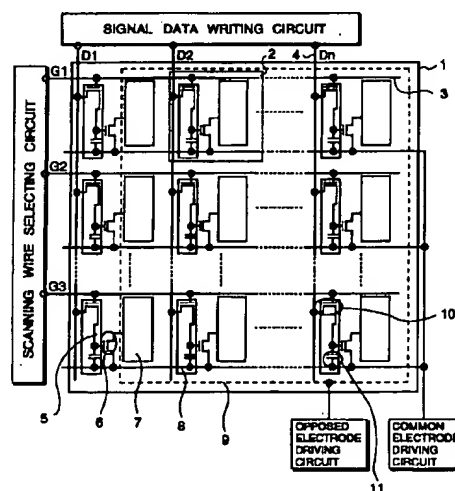 SIGNAL DATA WRITING CIRCUIT
D1 D2 4 Dn 2 1
G1
3
SCANNING WIRE SELECTING CIRCUIT
G2
G3
10
5 6 7 8 9
OPPOSED ELECTRODE DRIVING CIRCUIT
COMMON ELECTRODE DRIVING CIRCUIT
11